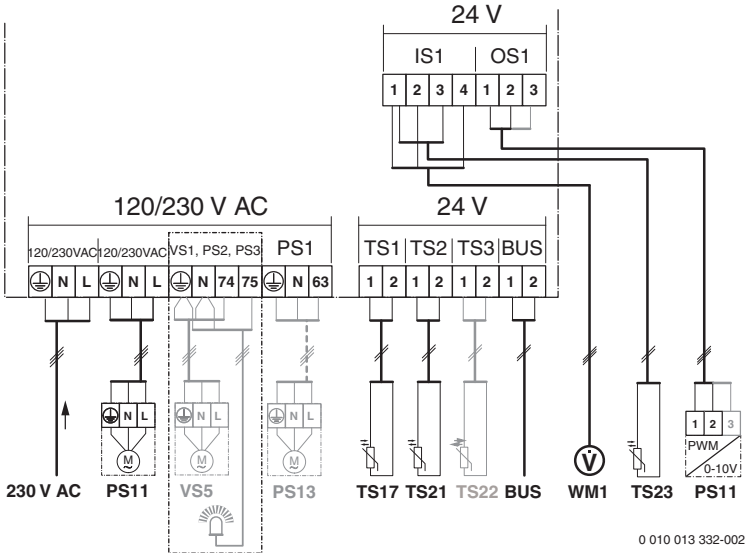 24 V
IS1 OS1
1 2 3 4 1 2 3
120/230 V AC 24 V
120/230VAC 120/230VAC VS1, PS2, PS3 PS1 TS1 TS2 TS3 BUS
N L N L N 74 75 N 63 1 2 1 2 1 2 1 2
N L N L N L 1 2 3
M M M V̇ PWM
~ ~ ~ 0-10V
230 V AC PS11 VS5 PS13 TS17 TS21 TS22 BUS WM1 TS23 PS11
0 010 013 332-002